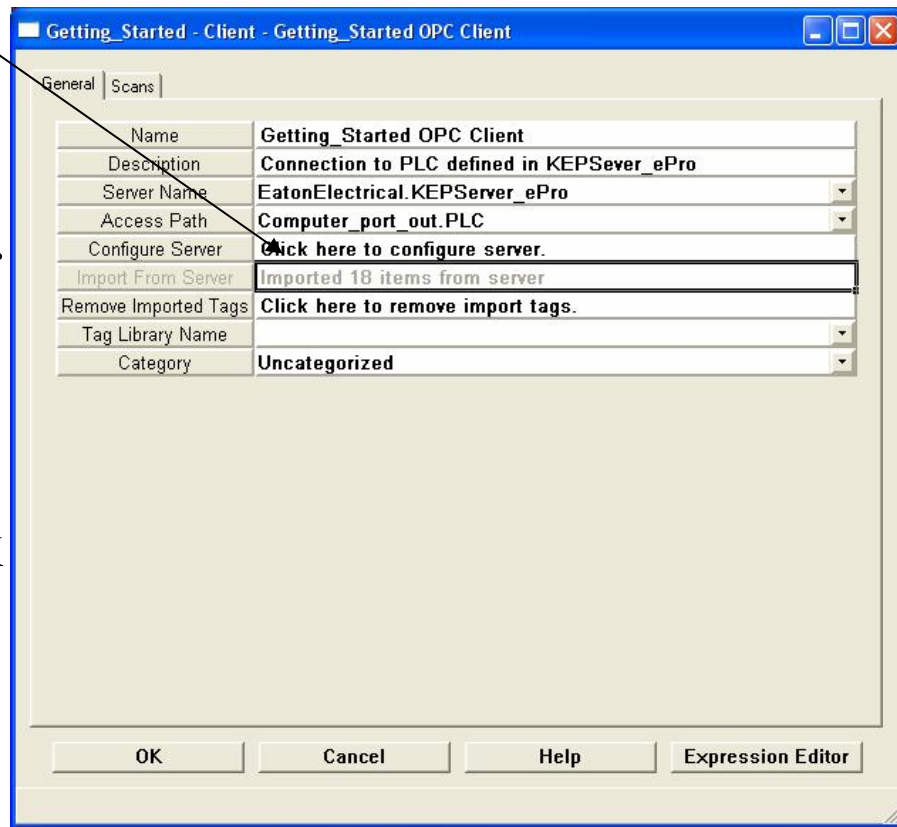 Getting_Started - Client - Getting_Started OPC Client
General Scans
Name Getting_Started OPC Client
Description Connection to PLC defined in KEPSever_ePro
Server Name EatonElectrical.KEPServer_ePro
Access Path Computer_port_out.PLC
Configure Server Click here to configure server.
Import From Server Imported 18 items from server
Remove Imported Tags Click here to remove import tags.
Tag Library Name
Category Uncategorized
OK Cancel Help Expression Editor